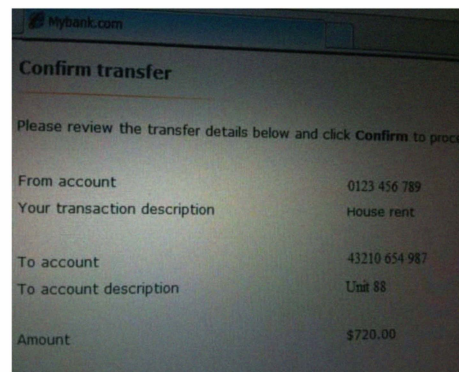 Mybank.com
Confirm transfer
Please review the transfer details below and click Confirm to
From account 0123 456 789
Your transaction description House rent
To account 43210 654 987
To account description Unit 88
Amount $720.00